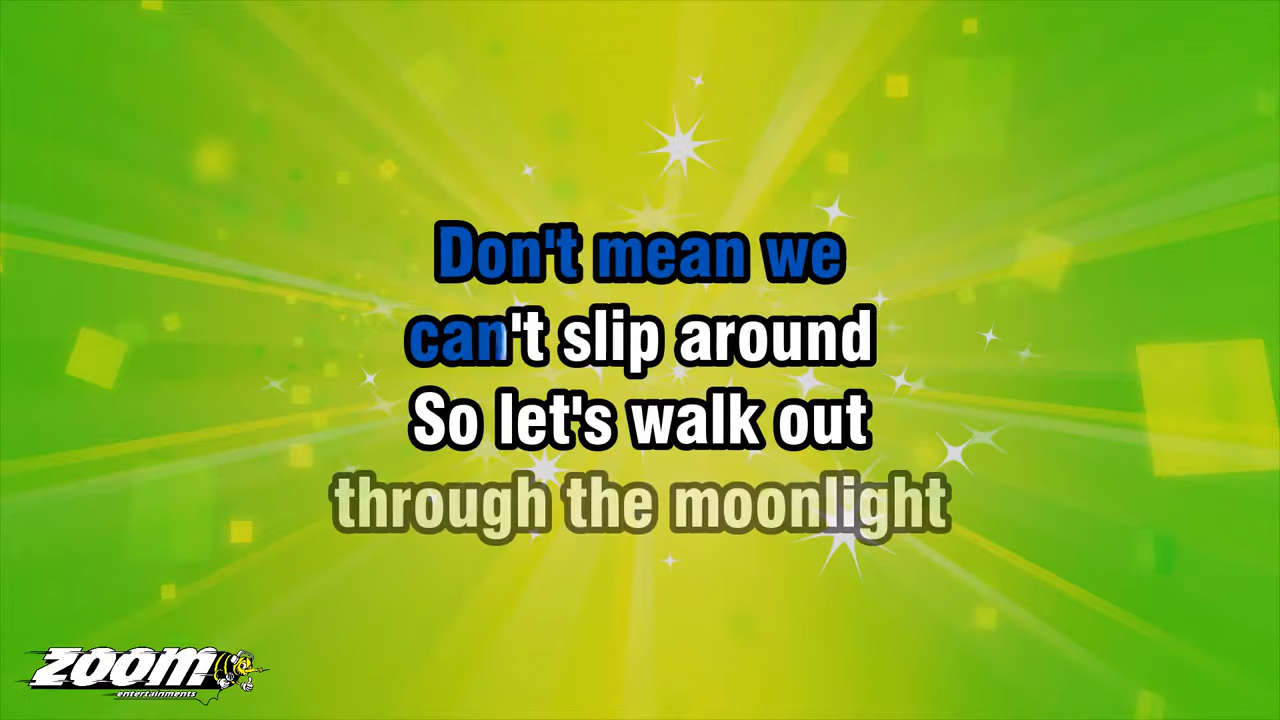 Don't mean we
can't slip around
So let's walk out
through the moonlight
zoom
entertainments